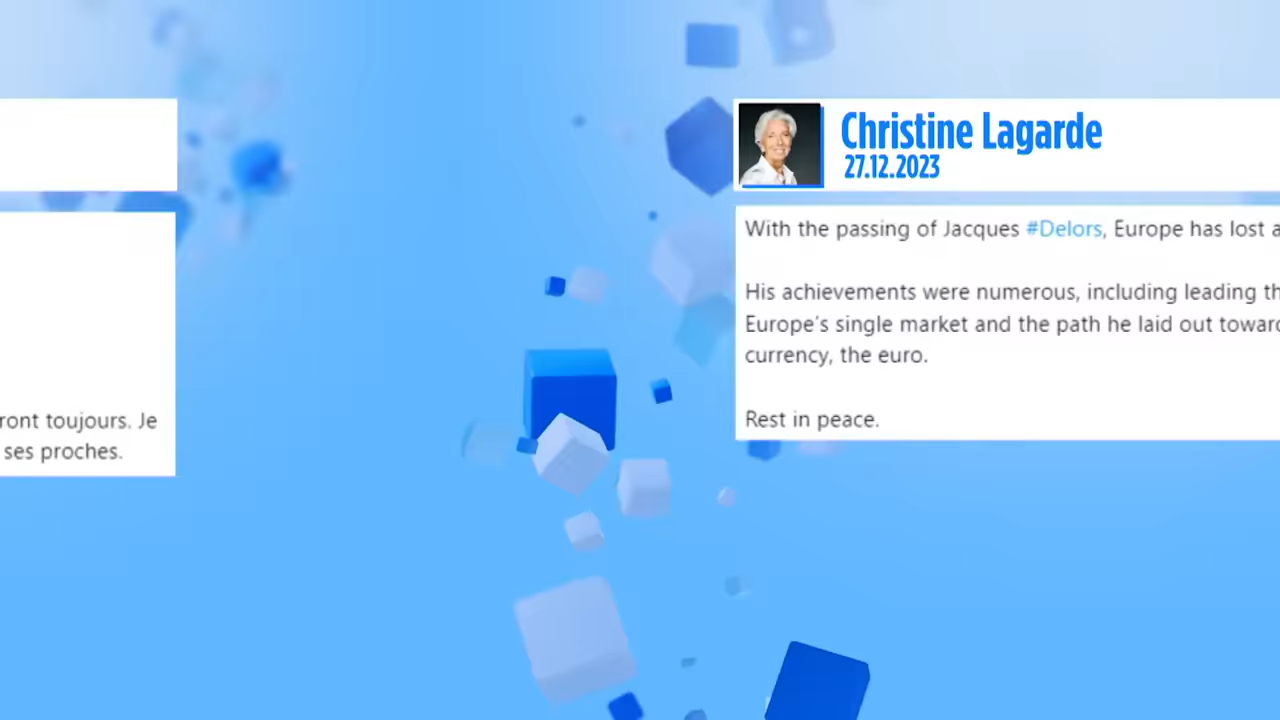 ront toujours. Je
ses proches.
Christine Lagarde
27.12.2023
With the passing of Jacques #Delors, Europe has lost a
His achievements were numerous, including leading th
Europe's single market and the path he laid out toward
currency, the euro.
Rest in peace.